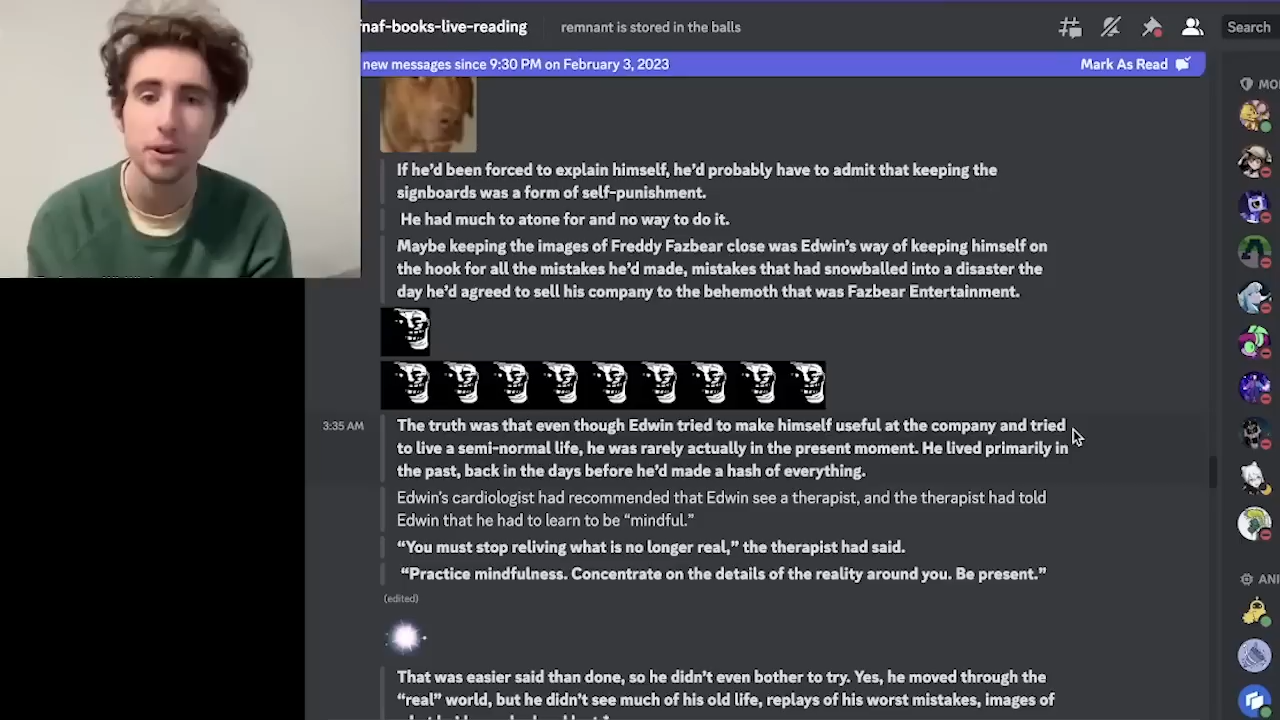 fnaf-books-live-reading
remnant is stored in the balls
Search
new messages since 9:30 PM on February 3, 2023
Mark As Read
If he’d been forced to explain himself, he’d probably have to admit that keeping the
signboards was a form of self-punishment.
He had much to atone for and no way to do it.
Maybe keeping the images of Freddy Fazbear close was Edwin’s way of keeping himself on
the hook for all the mistakes he’d made, mistakes that had snowballed into a disaster the
day he’d agreed to sell his company to the behemoth that was Fazbear Entertainment.
3:35 AM
The truth was that even though Edwin tried to make himself useful at the company and tried
to live a semi-normal life, he was rarely actually in the present moment. He lived primarily in
the past, back in the days before he’d made a hash of everything.
Edwin’s cardiologist had recommended that Edwin see a therapist, and the therapist had told
Edwin that he had to learn to be “mindful.”
“You must stop reliving what is no longer real,” the therapist had said.
“Practice mindfulness. Concentrate on the details of the reality around you. Be present.”
(edited)
That was easier said than done, so he didn’t even bother to try. Yes, he moved through the
“real” world, but he didn’t see much of his old life, replays of his worst mistakes, images of
MO
ANI